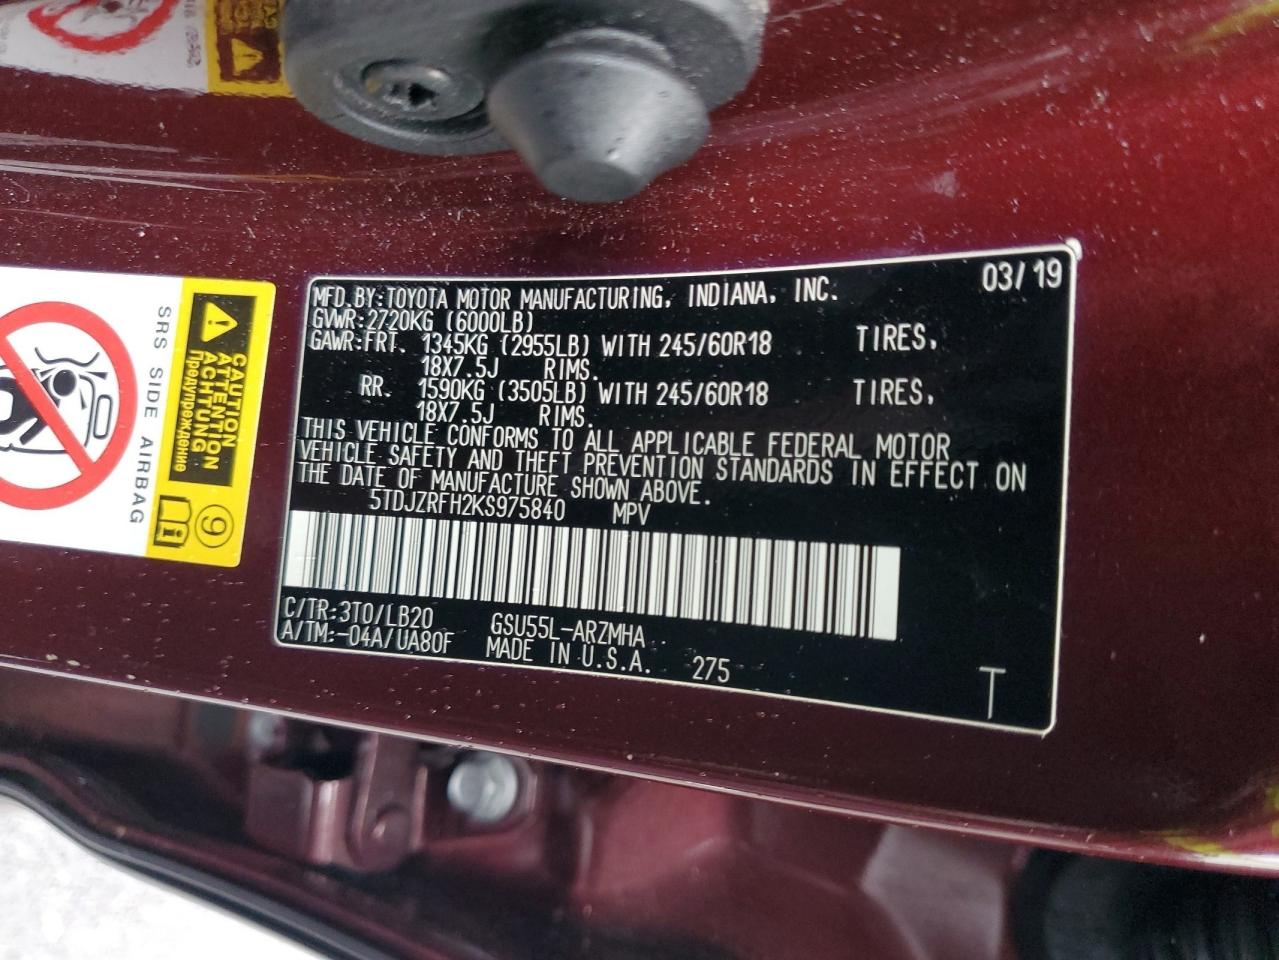 MFD.BY:TOYOTA MOTOR MANUFACTURING, INDIANA, INC. 03/19
GVWR:2720KG (6000LB)
GAWR:FRT. 1345KG (2955LB) WITH 245/60R18 TIRES,
18X7.5J RIMS.
RR. 1590KG (3505LB) WITH 245/60R18 TIRES,
18X7.5J RIMS.
THIS VEHICLE CONFORMS TO ALL APPLICABLE FEDERAL MOTOR
VEHICLE SAFETY AND THEFT PREVENTION STANDARDS IN EFFECT ON
THE DATE OF MANUFACTURE SHOWN ABOVE.
5TDJZRFH2KS975840 MPV
C/TR:3T0/LB20 GSU55L-ARZMHA
A/TM:-04A/UA80F MADE IN U.S.A. 275
T
SRS SIDE AIRBAG
CAUTION
ATTENTION
ACHTUNG
Предупреждение
9